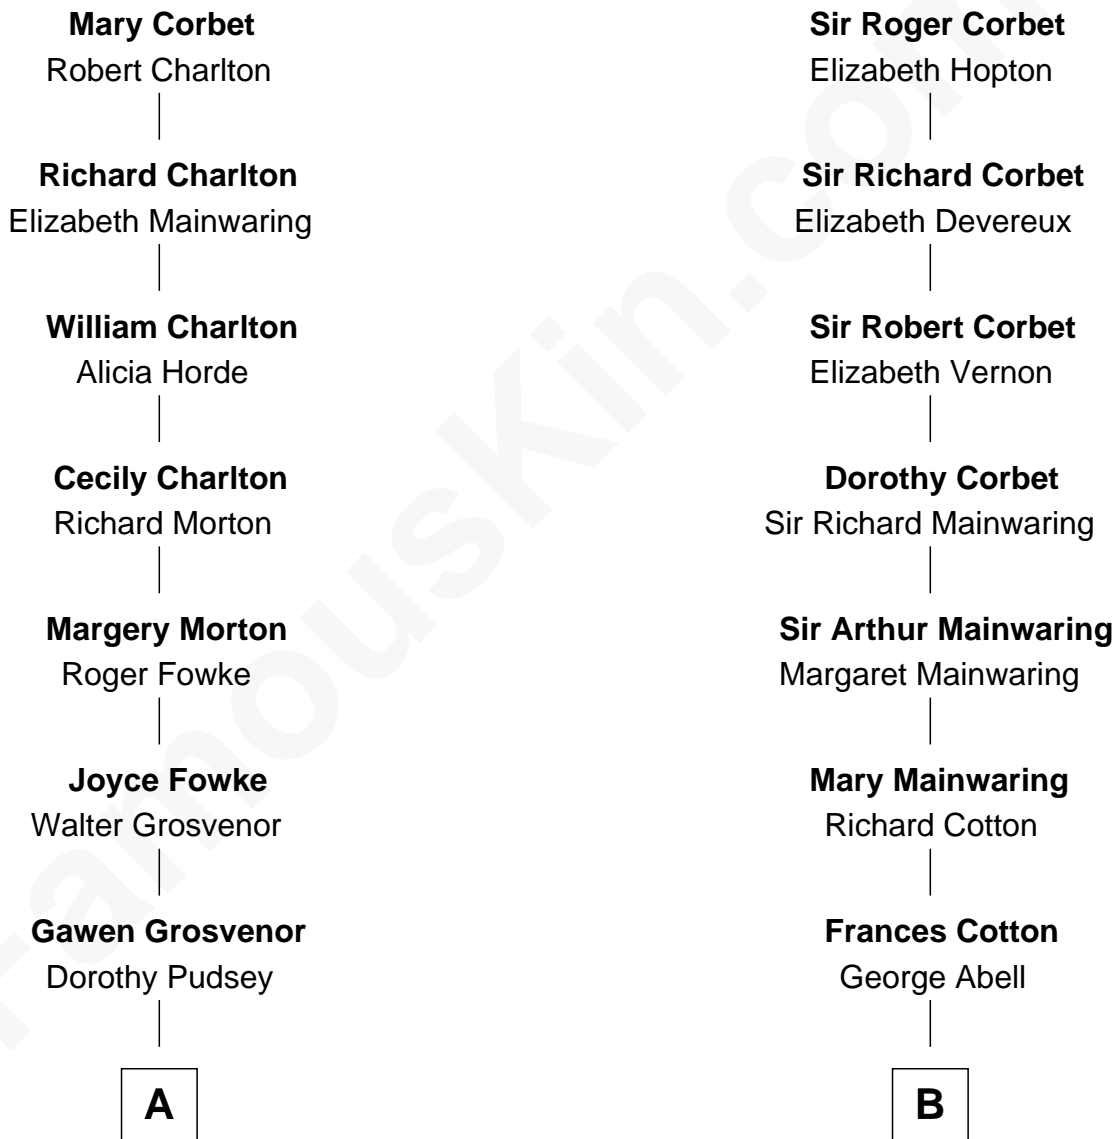 Mary Corbet
Robert Charlton
Richard Charlton
Elizabeth Mainwaring
William Charlton
Alicia Horde
Cecily Charlton
Richard Morton
Margery Morton
Roger Fowke
Joyce Fowke
Walter Grosvenor
Gawen Grosvenor
Dorothy Pudsey
A
Sir Roger Corbet
Elizabeth Hopton
Sir Richard Corbet
Elizabeth Devereux
Sir Robert Corbet
Elizabeth Vernon
Dorothy Corbet
Sir Richard Mainwaring
Sir Arthur Mainwaring
Margaret Mainwaring
Mary Mainwaring
Richard Cotton
Frances Cotton
George Abell
B
FamousKin.com